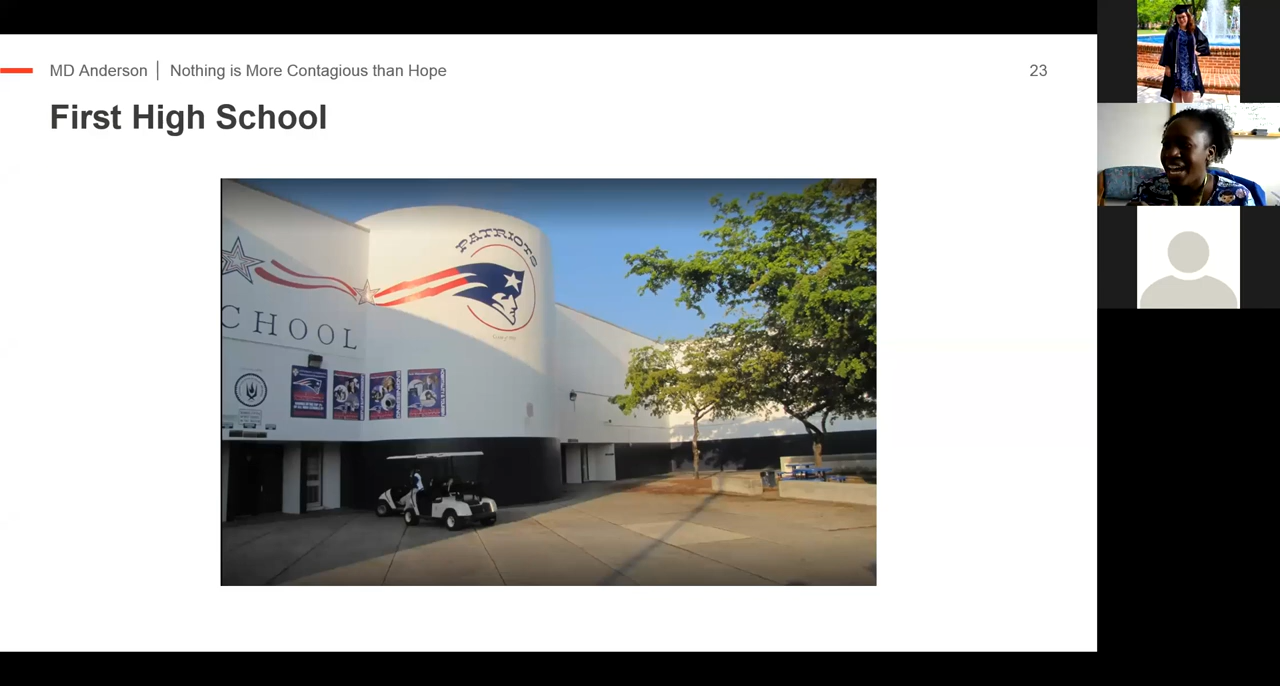 MD Anderson | Nothing is More Contagious than Hope
23
First High School
PATRIOTS
CHOOL